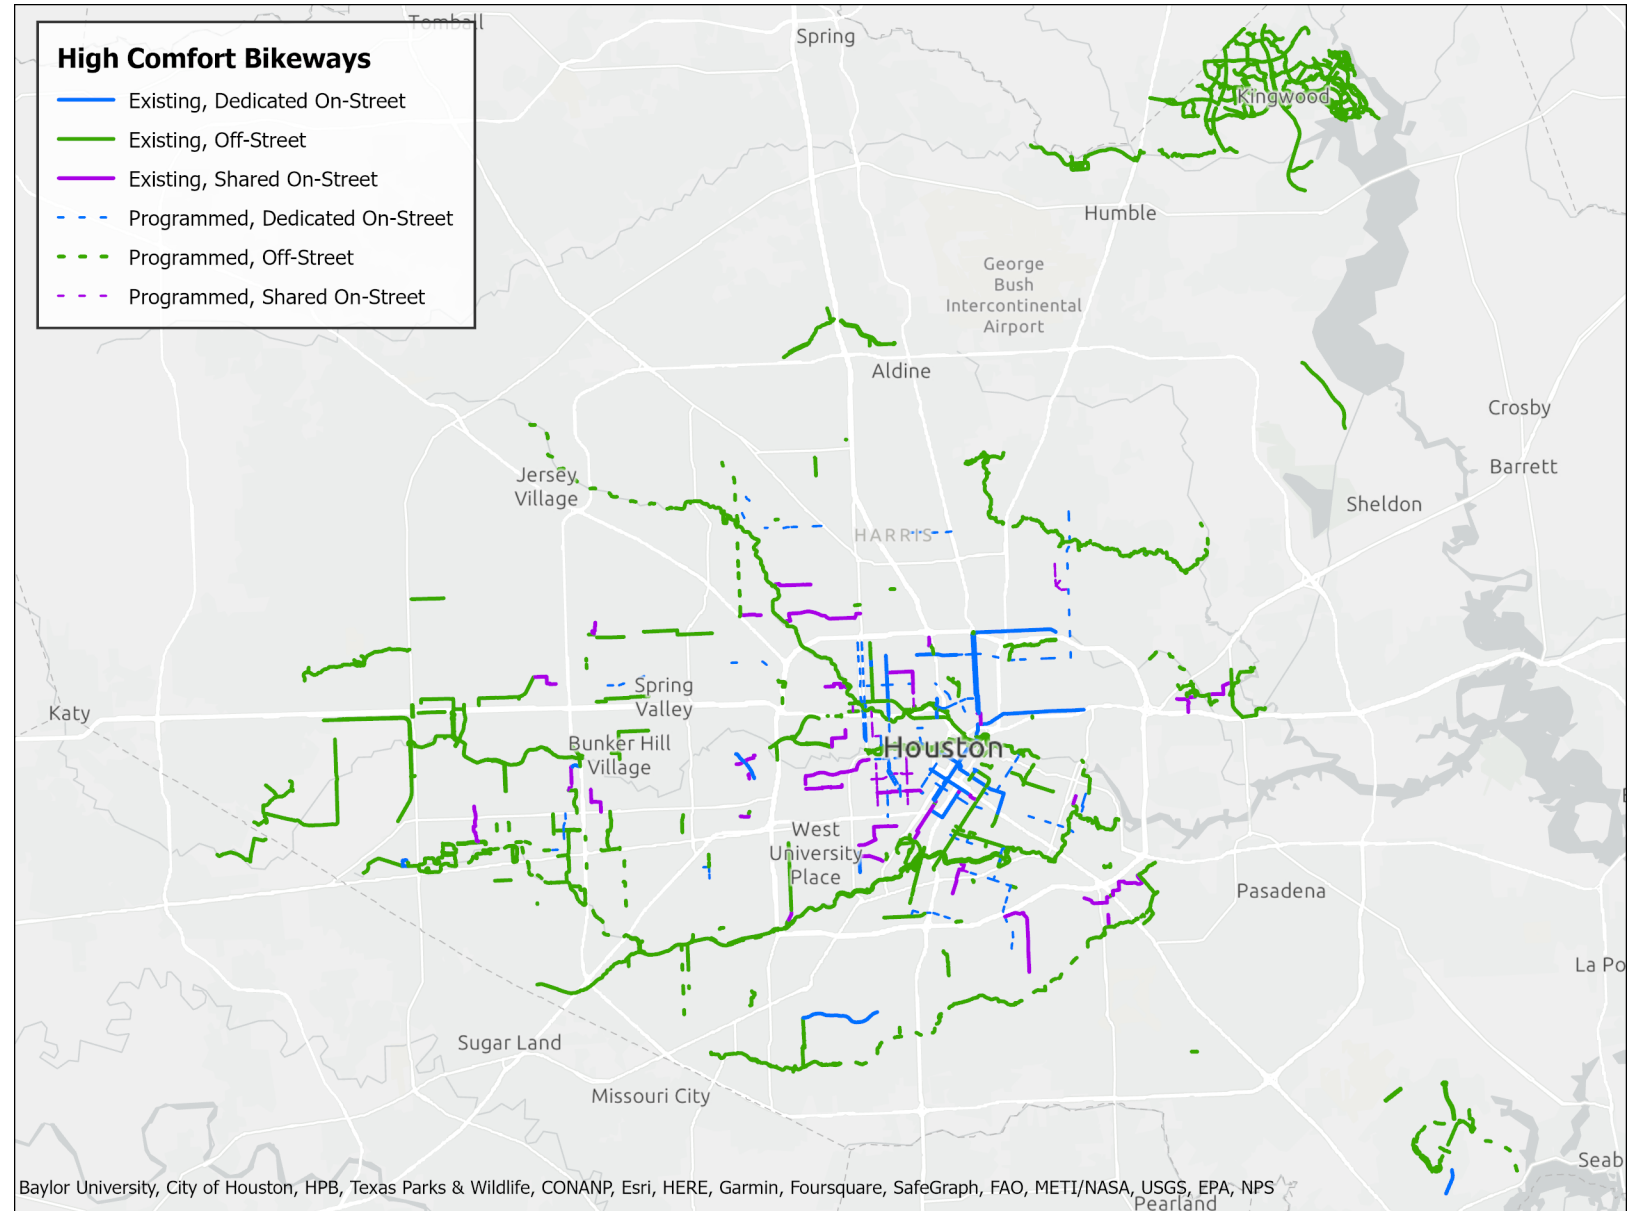 Tomball
High Comfort Bikeways
Existing, Dedicated On-Street
Existing, Off-Street
Existing, Shared On-Street
Programmed, Dedicated On-Street
Programmed, Off-Street
Programmed, Shared On-Street
Spring
Kingwood
Humble
George
Bush
Intercontinental
Airport
Aldine
Crosby
Barrett
Sheldon
Jersey
Village
HARRIS
Spring
Valley
Katy
Bunker Hill
Village
Houston
West
University
Place
Pasadena
La Po
Sugar Land
Missouri City
Seab
Baylor University, City of Houston, HPB, Texas Parks & Wildlife, CONANP, Esri, HERE, Garmin, Foursquare, SafeGraph, FAO, METI/NASA, USGS, EPA, NPS
Pearland